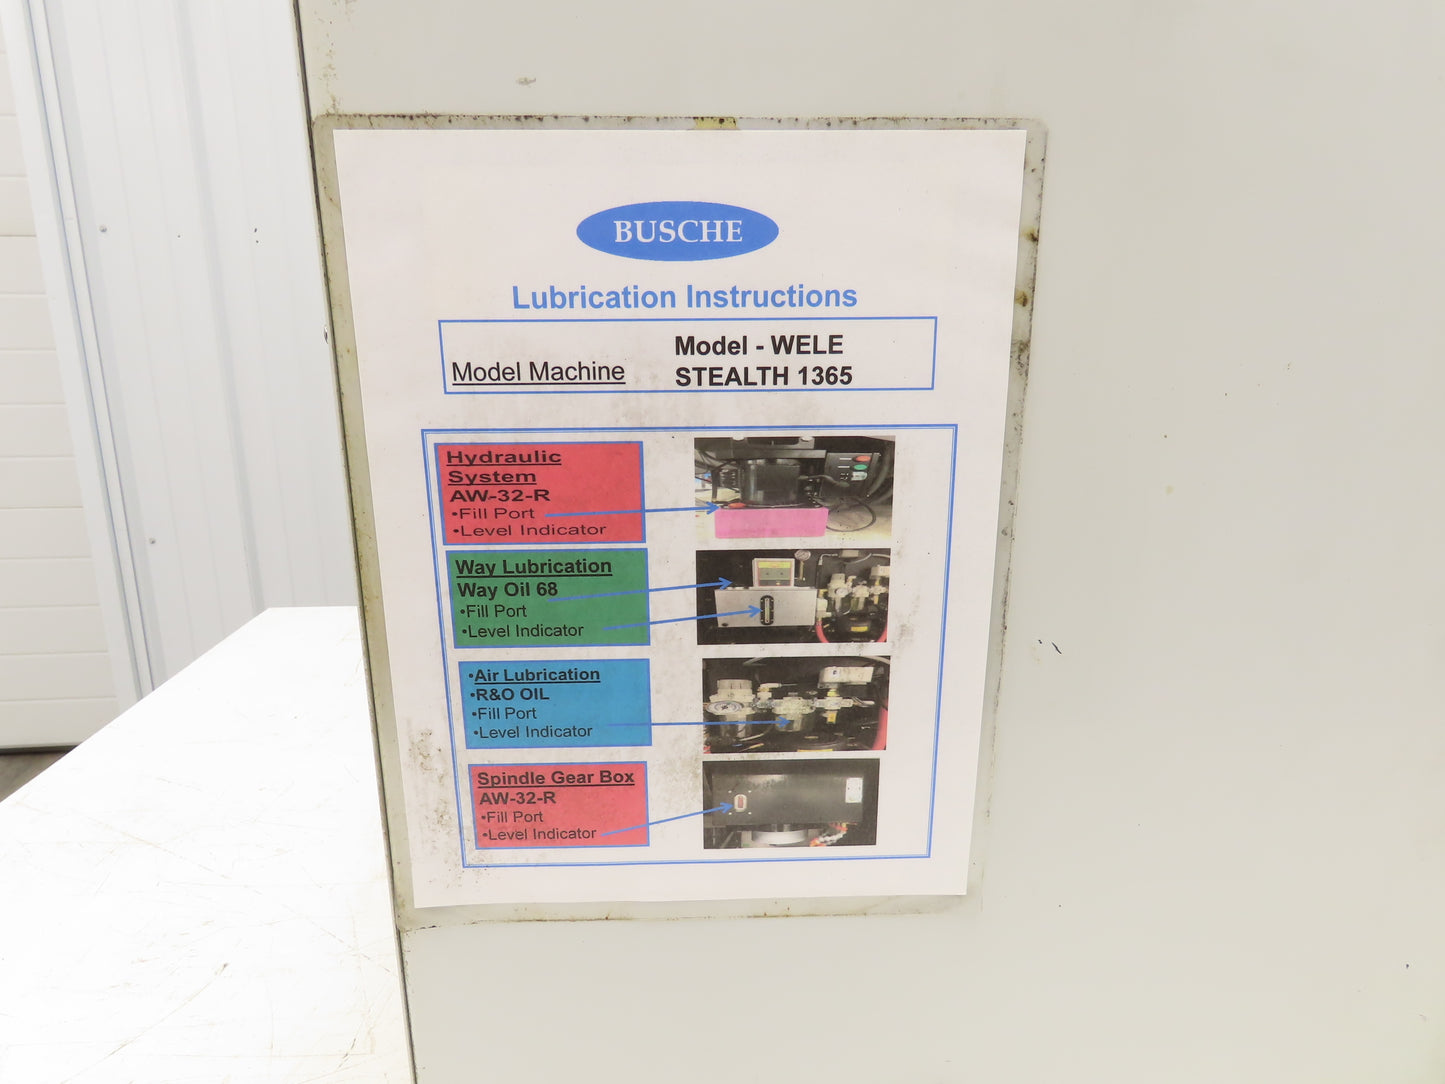 BUSCHE
Lubrication Instructions
Model Machine
Model - WELE
STEALTH 1365
Hydraulic
System
AW-32-R
•Fill Port
•Level Indicator
Way Lubrication
Way Oil 68
•Fill Port
•Level Indicator
•Air Lubrication
•R&O OIL
•Fill Port
•Level Indicator
Spindle Gear Box
AW-32-R
•Fill Port
•Level Indicator